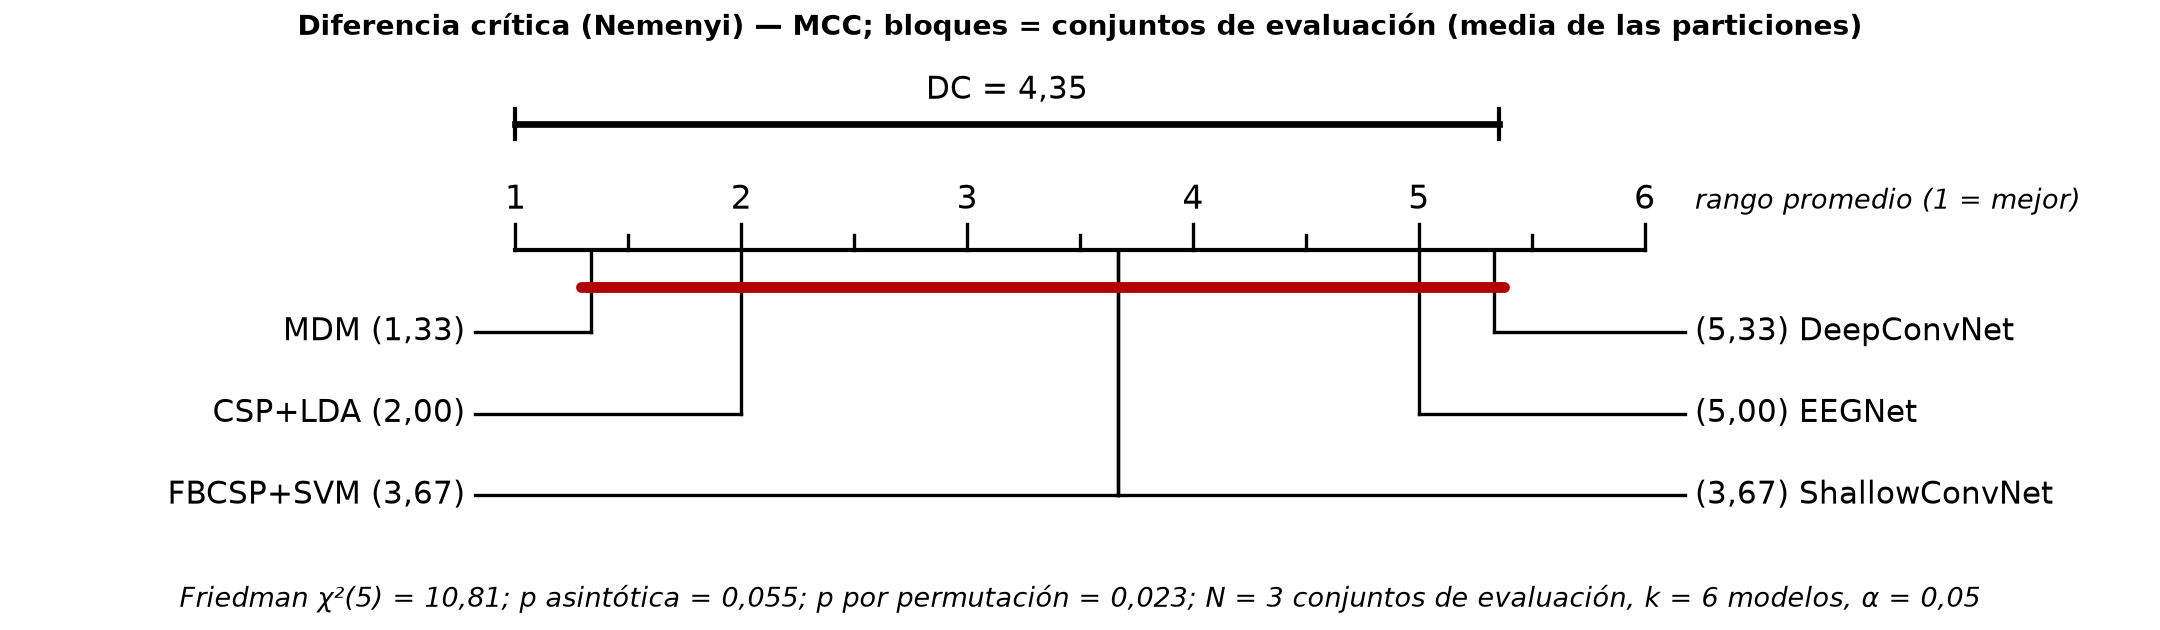 Diferencia crítica (Nemenyi) — MCC; bloques = conjuntos de evaluación (media de las particiones)
DC = 4,35
1 2 3 4 5 6 rango promedio (1 = mejor)
MDM (1,33) (5,33) DeepConvNet
CSP+LDA (2,00) (5,00) EEGNet
FBCSP+SVM (3,67) (3,67) ShallowConvNet
Friedman χ²(5) = 10,81; p asintótica = 0,055; p por permutación = 0,023; N = 3 conjuntos de evaluación, k = 6 modelos, α = 0,05